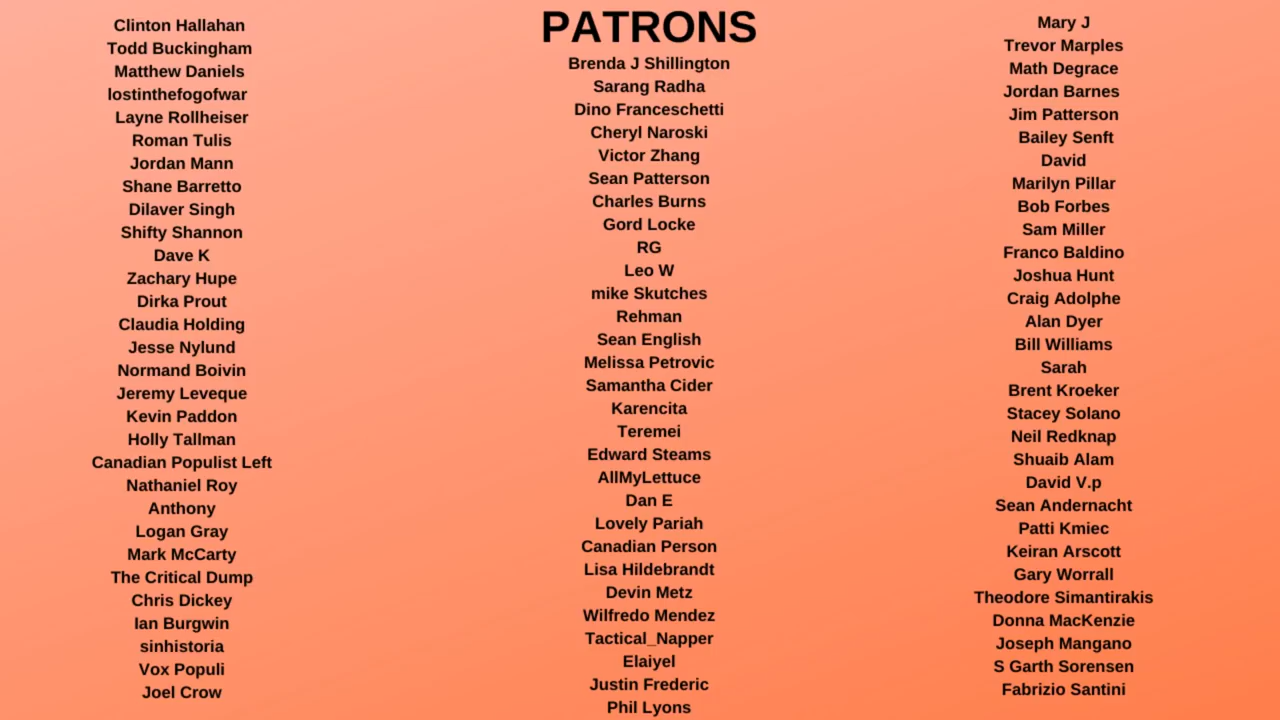 PATRONS
Clinton Hallahan
Todd Buckingham
Matthew Daniels
lostinthefogofwar
Layne Rollheiser
Roman Tulis
Jordan Mann
Shane Barretto
Dilaver Singh
Shifty Shannon
Dave K
Zachary Hupe
Dirka Prout
Claudia Holding
Jesse Nylund
Normand Boivin
Jeremy Leveque
Kevin Paddon
Holly Tallman
Canadian Populist Left
Nathaniel Roy
Anthony
Logan Gray
Mark McCarty
The Critical Dump
Chris Dickey
Ian Burgwin
sinhistoria
Vox Populi
Joel Crow
Brenda J Shillington
Sarang Radha
Dino Franceschetti
Cheryl Naroski
Victor Zhang
Sean Patterson
Charles Burns
Gord Locke
RG
Leo W
mike Skutches
Rehman
Sean English
Melissa Petrovic
Samantha Cider
Karencita
Teremei
Edward Steams
AllMyLettuce
Dan E
Lovely Pariah
Canadian Person
Lisa Hildebrandt
Devin Metz
Wilfredo Mendez
Tactical_Napper
Elaiyel
Justin Frederic
Phil Lyons
Mary J
Trevor Marples
Math Degrace
Jordan Barnes
Jim Patterson
Bailey Senft
David
Marilyn Pillar
Bob Forbes
Sam Miller
Franco Baldino
Joshua Hunt
Craig Adolphe
Alan Dyer
Bill Williams
Sarah
Brent Kroeker
Stacey Solano
Neil Redknap
Shuaib Alam
David V.p
Sean Andernacht
Patti Kmiec
Keiran Arscott
Gary Worrall
Theodore Simantirakis
Donna MacKenzie
Joseph Mangano
S Garth Sorensen
Fabrizio Santini